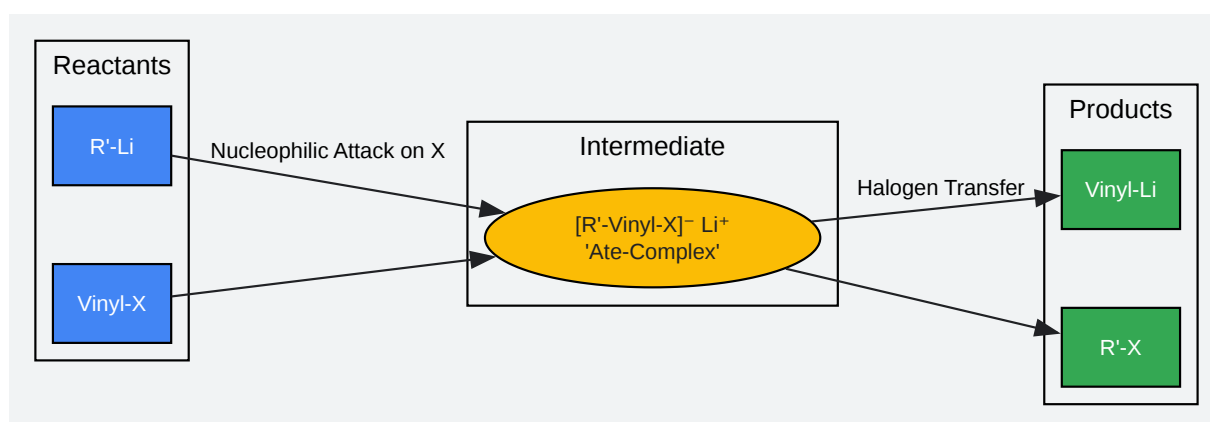 Reactants
R'-Li
Vinyl-X
Nucleophilic Attack on X
Intermediate
[R'-Vinyl-X]⁻ Li⁺
'Ate-Complex'
Halogen Transfer
Products
Vinyl-Li
R'-X